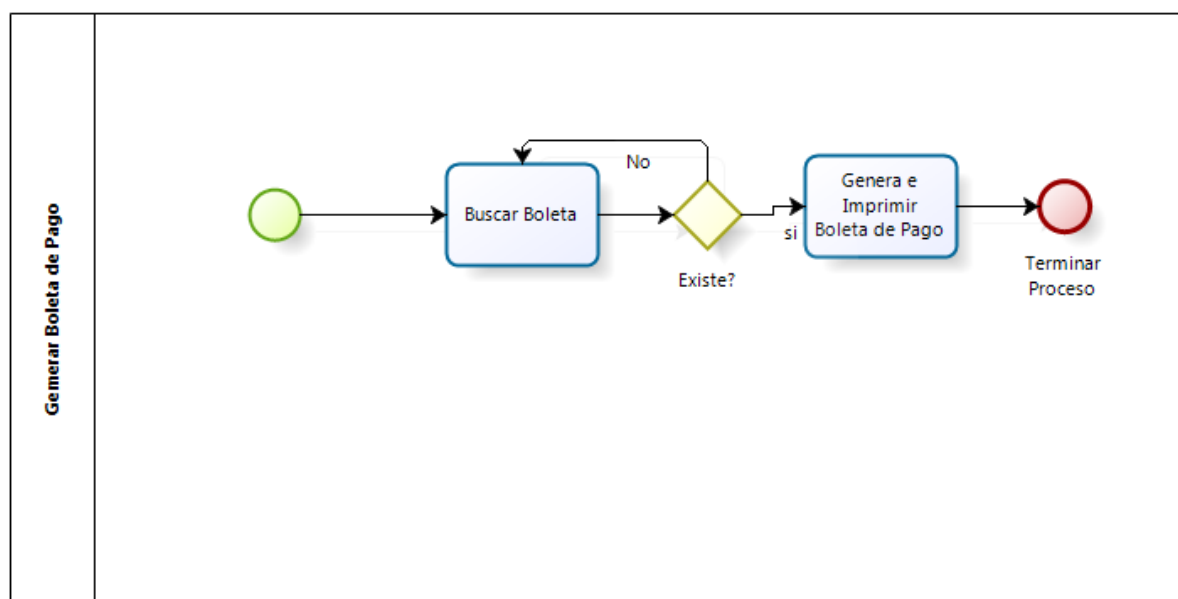 Gemerar Boleta de Pago
Buscar Boleta
No
Existe?
si
Genera e
Imprimir
Boleta de Pago
Terminar
Proceso